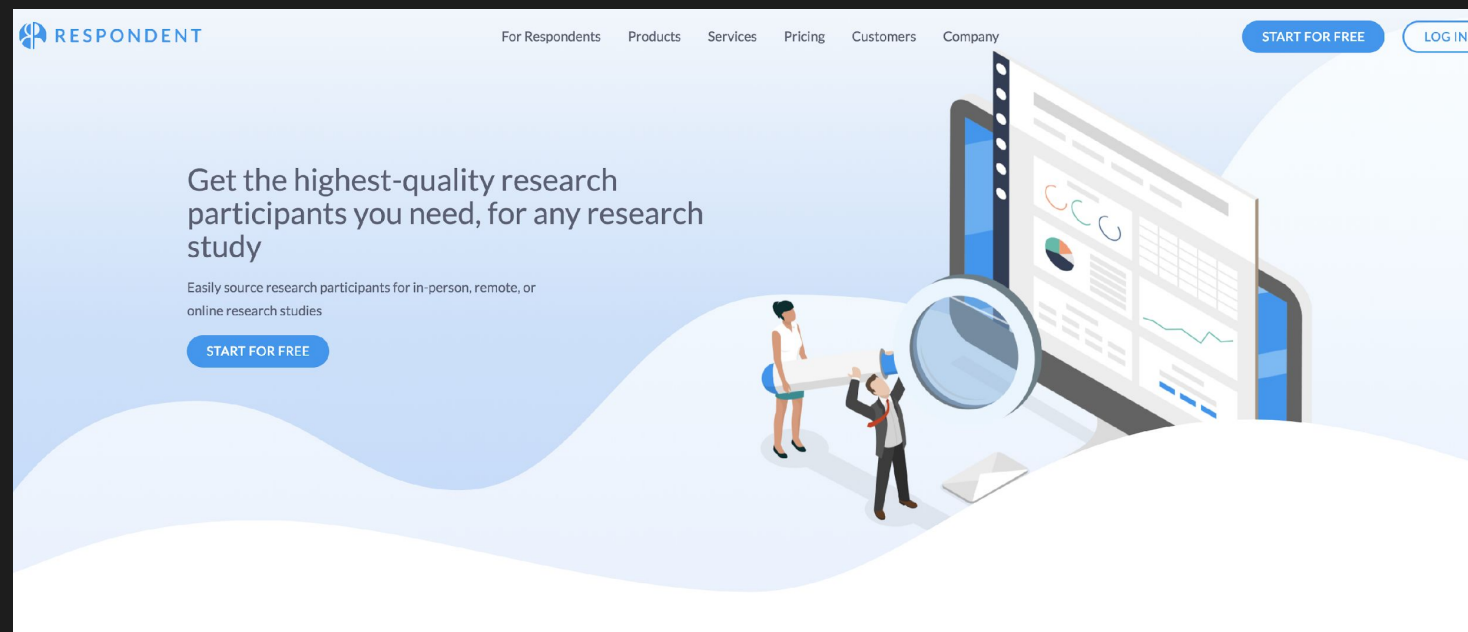 RESPONDENT
For Respondents Products Services Pricing Customers Company
START FOR FREE
LOG IN
Get the highest-quality research
participants you need, for any research
study
Easily source research participants for in-person, remote, or
online research studies
START FOR FREE